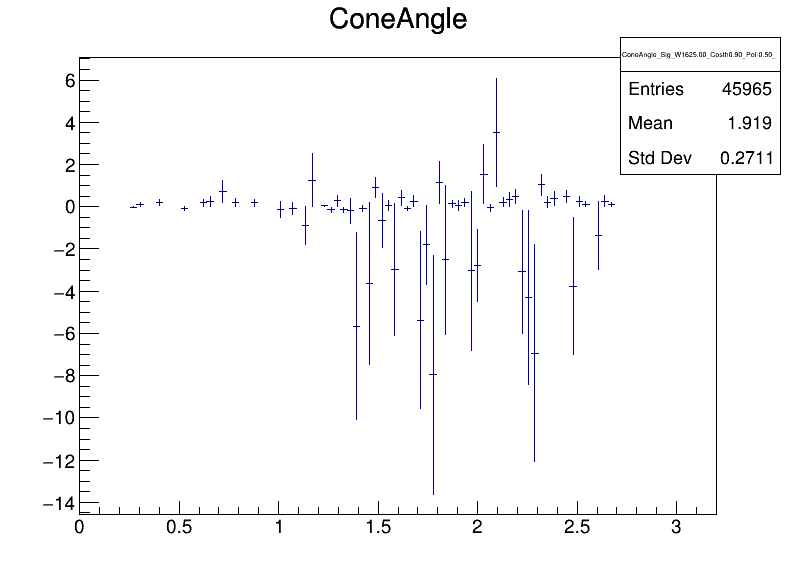 ConeAngle
ConeAngle_Sig_W1625.00_Costh0.90_Pol-0.50_
Entries 45965
Mean 1.919
Std Dev 0.2711
6
4
2
0
−2
−4
−6
−8
−10
−12
−14
0 0.5 1 1.5 2 2.5 3